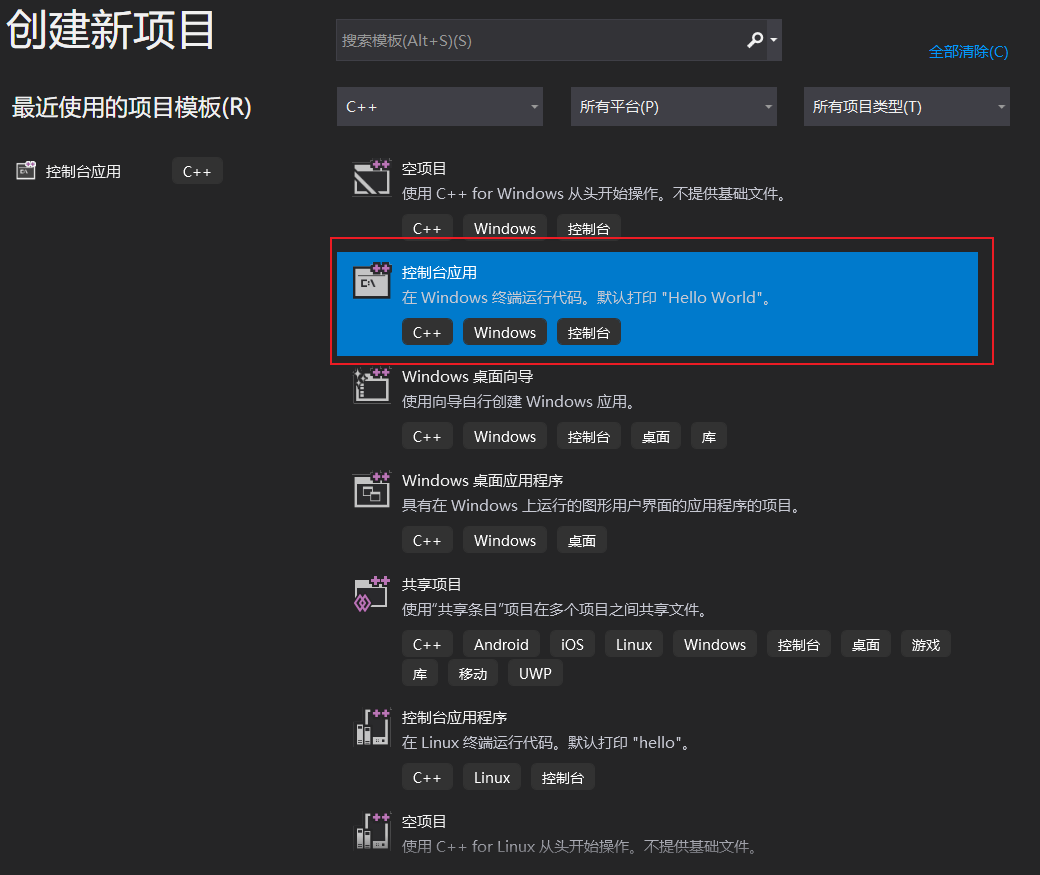 创建新项目
搜索模板(Alt+S)(S)
全部清除(C)
最近使用的项目模板(R)
C++
所有平台(P)
所有项目类型(T)
控制台应用
C++
空项目
使用 C++ for Windows 从头开始操作。不提供基础文件。
C++ Windows 控制台
控制台应用
在 Windows 终端运行代码。默认打印 "Hello World"。
C++ Windows 控制台
Windows 桌面向导
使用向导自行创建 Windows 应用。
C++ Windows 控制台 桌面 库
Windows 桌面应用程序
具有在 Windows 上运行的图形用户界面的应用程序的项目。
C++ Windows 桌面
共享项目
使用"共享条目"项目在多个项目之间共享文件。
C++ Android iOS Linux Windows 控制台 桌面 游戏
库 移动 UWP
控制台应用程序
在 Linux 终端运行代码。默认打印 "hello"。
C++ Linux 控制台
空项目
使用 C++ for Linux 从头开始操作。不提供基础文件。